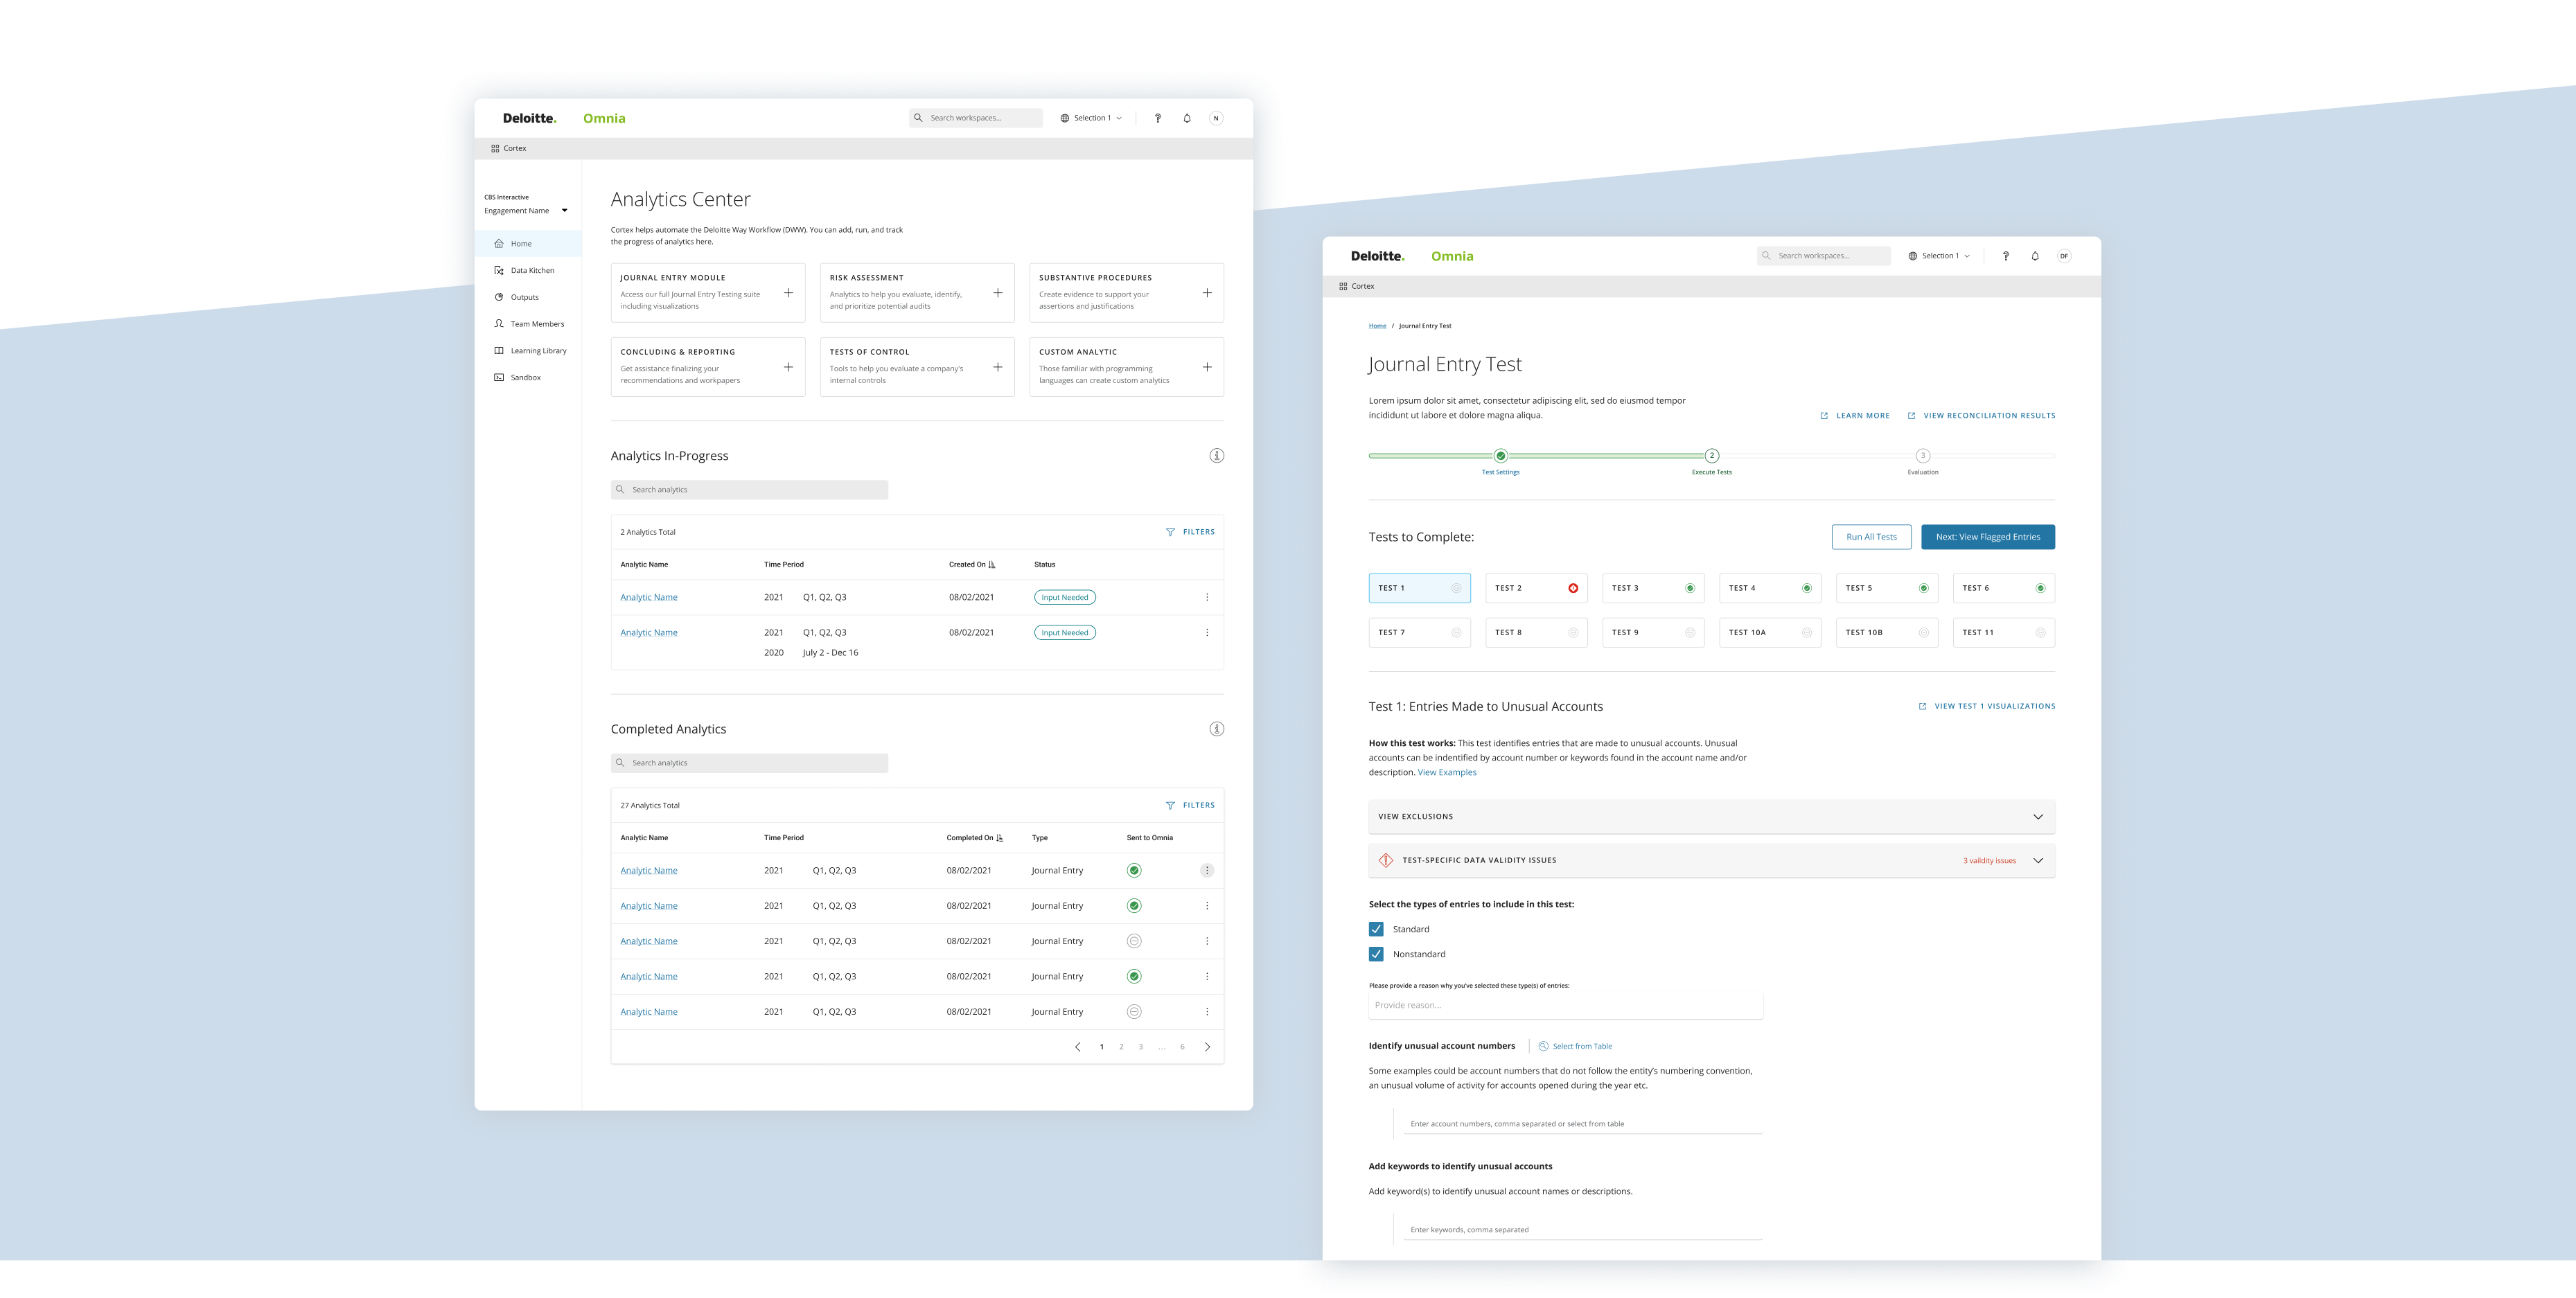 Deloitte. Omnia
Search workspaces...
Selection 1
N
Cortex
CBS Interactive
Engagement Name
Home
Data Kitchen
Outputs
Team Members
Learning Library
Sandbox
Analytics Center
Cortex helps automate the Deloitte Way Workflow (DWW). You can add, run, and track
the progress of analytics here.
JOURNAL ENTRY MODULE
Access our full Journal Entry Testing suite
including visualizations
RISK ASSESSMENT
Analytics to help you evaluate, identify,
and prioritize potential audits
SUBSTANTIVE PROCEDURES
Create evidence to support your
assertions and justifications
CONCLUDING & REPORTING
Get assistance finalizing your
recommendations and workpapers
TESTS OF CONTROL
Tools to help you evaluate a company's
internal controls
CUSTOM ANALYTIC
Those familiar with programming
languages can create custom analytics
Analytics In-Progress
Search analytics
2 Analytics Total
FILTERS
Analytic Name Time Period Created On Status
Analytic Name 2021 Q1, Q2, Q3 08/02/2021 Input Needed
Analytic Name 2021 Q1, Q2, Q3 08/02/2021 Input Needed
2020 July 2 - Dec 16
Completed Analytics
Search analytics
27 Analytics Total
FILTERS
Analytic Name Time Period Completed On Type Sent to Omnia
Analytic Name 2021 Q1, Q2, Q3 08/02/2021 Journal Entry
Analytic Name 2021 Q1, Q2, Q3 08/02/2021 Journal Entry
Analytic Name 2021 Q1, Q2, Q3 08/02/2021 Journal Entry
Analytic Name 2021 Q1, Q2, Q3 08/02/2021 Journal Entry
Analytic Name 2021 Q1, Q2, Q3 08/02/2021 Journal Entry
1 2 3 ... 6
Deloitte. Omnia
Search workspaces...
Selection 1
DF
Cortex
Home / Journal Entry Test
Journal Entry Test
Lorem ipsum dolor sit amet, consectetur adipiscing elit, sed do eiusmod tempor
incididunt ut labore et dolore magna aliqua.
LEARN MORE
VIEW RECONCILIATION RESULTS
2
3
Test Settings
Execute Tests
Evaluation
Tests to Complete:
Run All Tests
Next: View Flagged Entries
TEST 1
TEST 2
TEST 3
TEST 4
TEST 5
TEST 6
TEST 7
TEST 8
TEST 9
TEST 10A
TEST 10B
TEST 11
Test 1: Entries Made to Unusual Accounts
VIEW TEST 1 VISUALIZATIONS
How this test works: This test identifies entries that are made to unusual accounts. Unusual
accounts can be indentified by account number or keywords found in the account name and/or
description. View Examples
VIEW EXCLUSIONS
TEST-SPECIFIC DATA VALIDITY ISSUES
3 vaildity issues
Select the types of entries to include in this test:
Standard
Nonstandard
Please provide a reason why you've selected these type(s) of entries:
Provide reason...
Identify unusual account numbers
Select from Table
Some examples could be account numbers that do not follow the entity's numbering convention,
an unusual volume of activity for accounts opened during the year etc.
Enter account numbers, comma separated or select from table
Add keywords to identify unusual accounts
Add keyword(s) to identify unusual account names or descriptions.
Enter keywords, comma separated